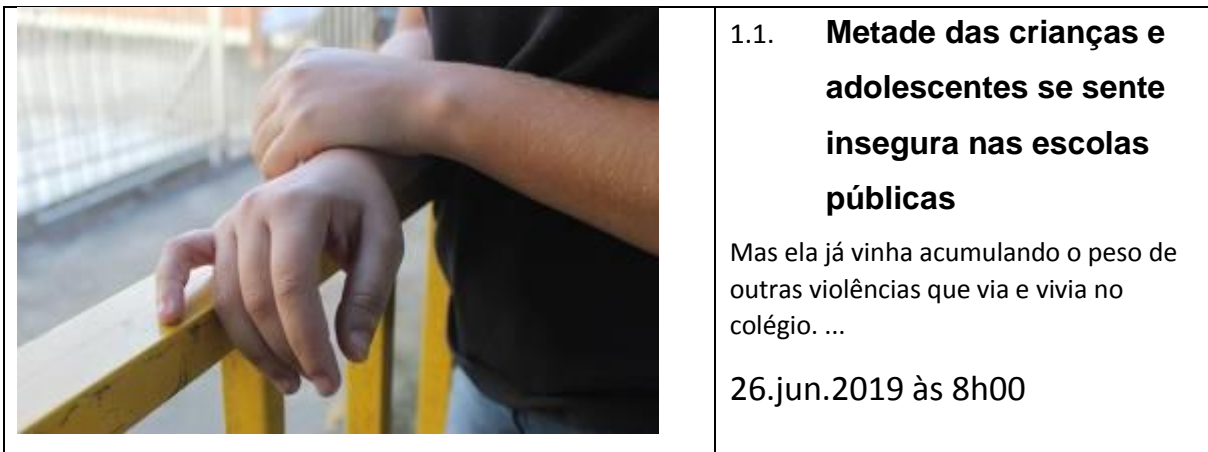 1.1. Metade das crianças e
adolescentes se sente
insegura nas escolas
públicas
Mas ela já vinha acumulando o peso de
outras violências que via e vivia no
colégio. ...
26.jun.2019 às 8h00